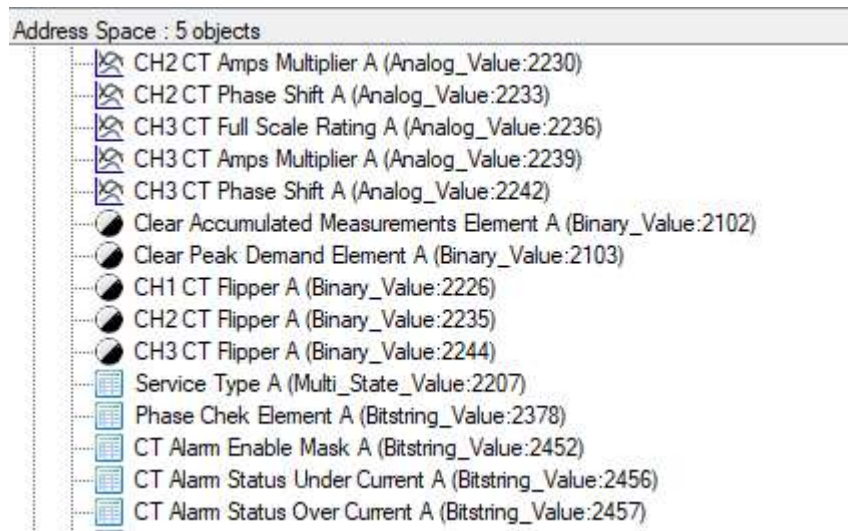 Address Space : 5 objects
CH2 CT Amps Multiplier A (Analog_Value:2230)
CH2 CT Phase Shift A (Analog_Value:2233)
CH3 CT Full Scale Rating A (Analog_Value:2236)
CH3 CT Amps Multiplier A (Analog_Value:2239)
CH3 CT Phase Shift A (Analog_Value:2242)
Clear Accumulated Measurements Element A (Binary_Value:2102)
Clear Peak Demand Element A (Binary_Value:2103)
CH1 CT Flipper A (Binary_Value:2226)
CH2 CT Flipper A (Binary_Value:2235)
CH3 CT Flipper A (Binary_Value:2244)
Service Type A (Multi_State_Value:2207)
Phase Chek Element A (Bitstring_Value:2378)
CT Alarm Enable Mask A (Bitstring_Value:2452)
CT Alarm Status Under Current A (Bitstring_Value:2456)
CT Alarm Status Over Current A (Bitstring_Value:2457)